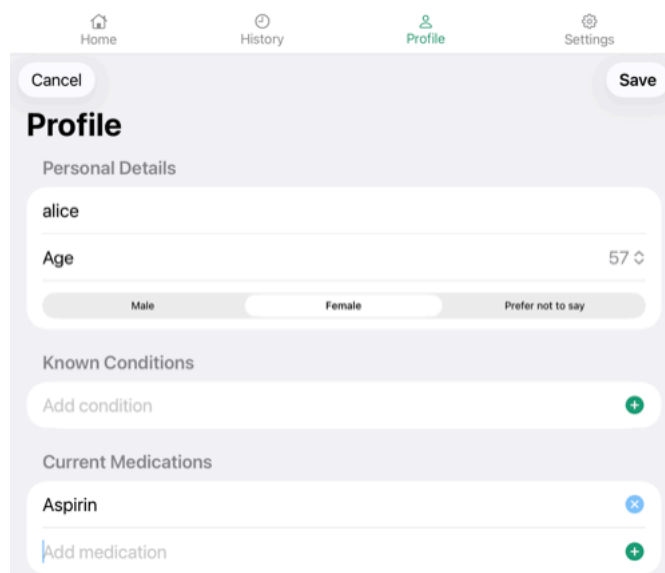 Home History Profile Settings
Cancel Save
Profile
Personal Details
alice
Age 57
Male Female Prefer not to say
Known Conditions
Add condition
Current Medications
Aspirin
Add medication